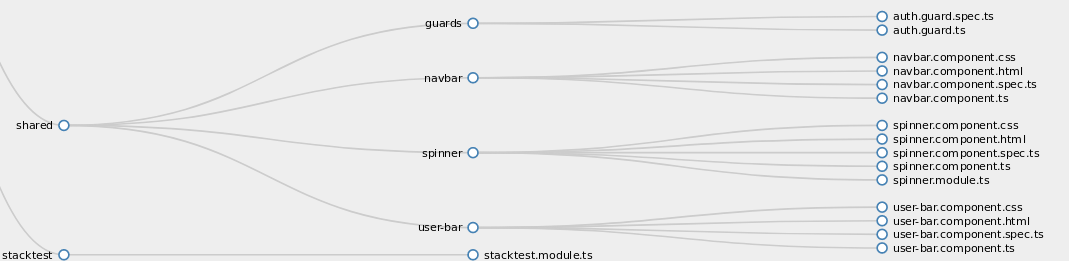 shared
guards
auth.guard.spec.ts
auth.guard.ts
navbar
navbar.component.css
navbar.component.html
navbar.component.spec.ts
navbar.component.ts
spinner
spinner.component.css
spinner.component.html
spinner.component.spec.ts
spinner.component.ts
spinner.module.ts
user-bar
user-bar.component.css
user-bar.component.html
user-bar.component.spec.ts
user-bar.component.ts
stacktest
stacktest.module.ts